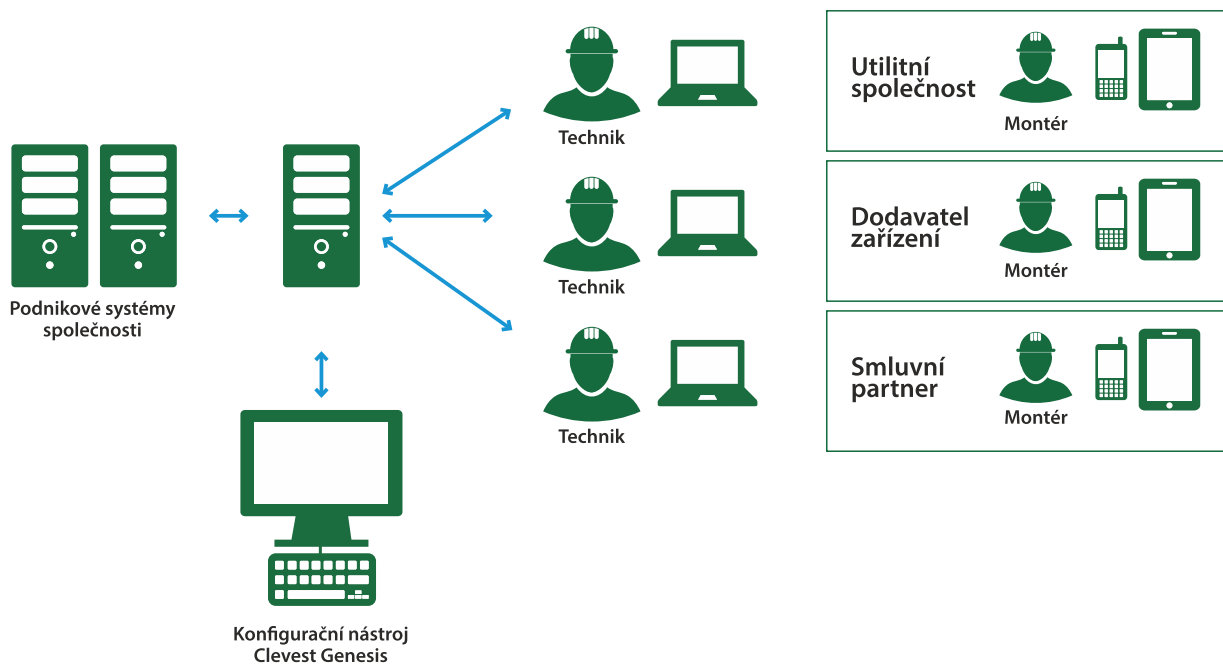 Technik
Utilitní
společnost
Montér
Podnikové systémy
společnosti
Technik
Dodavatel
zařízení
Montér
Technik
Smluvní
partner
Montér
Konfigurační nástroj
Clevest Genesis